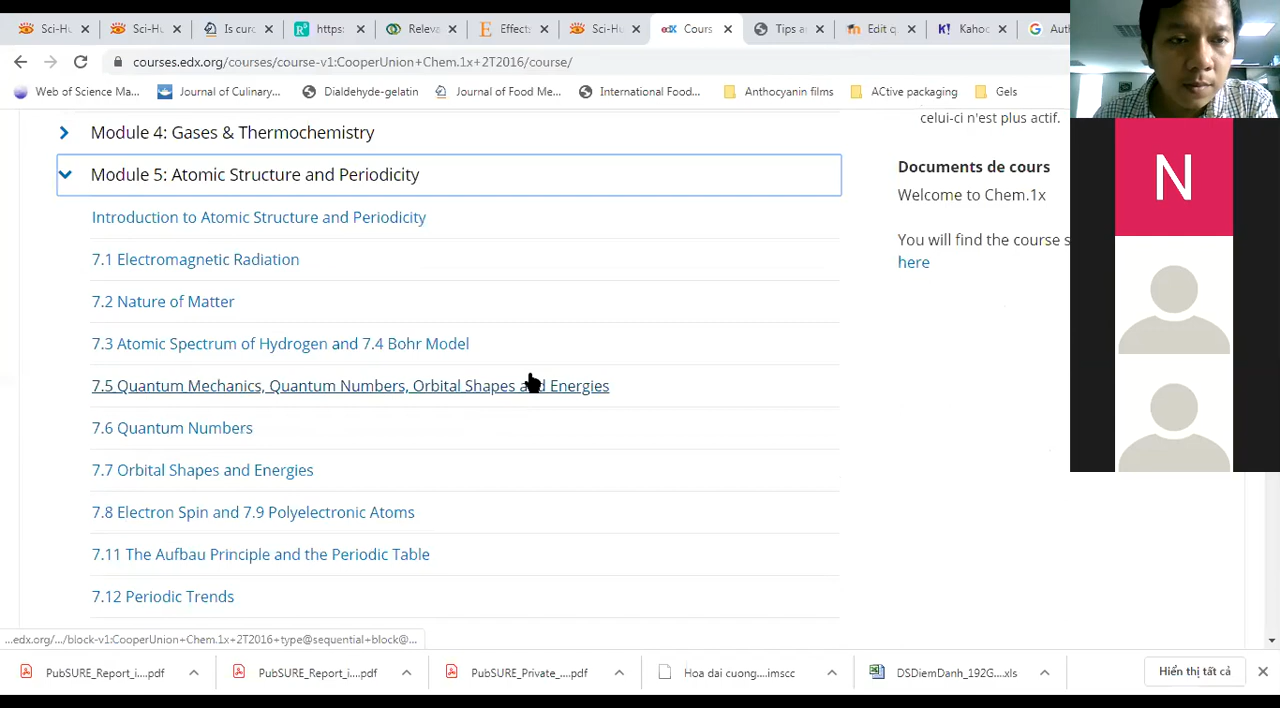 Sci-Hu
Sci-Hu
Is curc
https:
Releva
Effect:
Sci-Hu
edX Cours
Tips a
Edit q
K! Kaho
Aut
courses.edx.org/courses/course-v1:CooperUnion+Chem.1x+2T2016/course/
Web of Science Ma...
Journal of Culinary...
Dialdehyde-gelatin
Journal of Food Me...
International Food...
Anthocyanin films
ACtive packaging
Gels
Module 4: Gases & Thermochemistry
celui-ci n'est plus actif.
Module 5: Atomic Structure and Periodicity
Documents de cours
Welcome to Chem.1x
N
Introduction to Atomic Structure and Periodicity
You will find the course s
here
7.1 Electromagnetic Radiation
7.2 Nature of Matter
7.3 Atomic Spectrum of Hydrogen and 7.4 Bohr Model
7.5 Quantum Mechanics, Quantum Numbers, Orbital Shapes and Energies
7.6 Quantum Numbers
7.7 Orbital Shapes and Energies
7.8 Electron Spin and 7.9 Polyelectronic Atoms
7.11 The Aufbau Principle and the Periodic Table
7.12 Periodic Trends
...edx.org/.../block-v1:CooperUnion+Chem.1x+2T2016+type@sequential+block@...
PubSURE_Report_i....pdf
PubSURE_Report_i....pdf
PubSURE_Private_....pdf
Hoa dai cuong....imscc
DSDiemDanh_192G....xls
Hiển thị tất cả